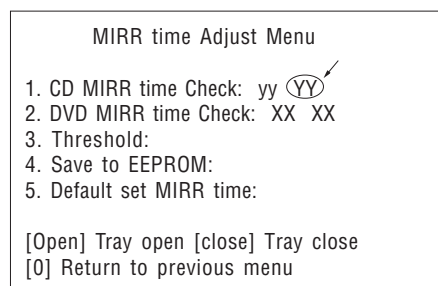 MIRR time Adjust Menu
1. CD MIRR time Check: yy YY
2. DVD MIRR time Check: XX XX
3. Threshold:
4. Save to EEPROM:
5. Default set MIRR time:
[Open] Tray open [close] Tray close
[0] Return to previous menu